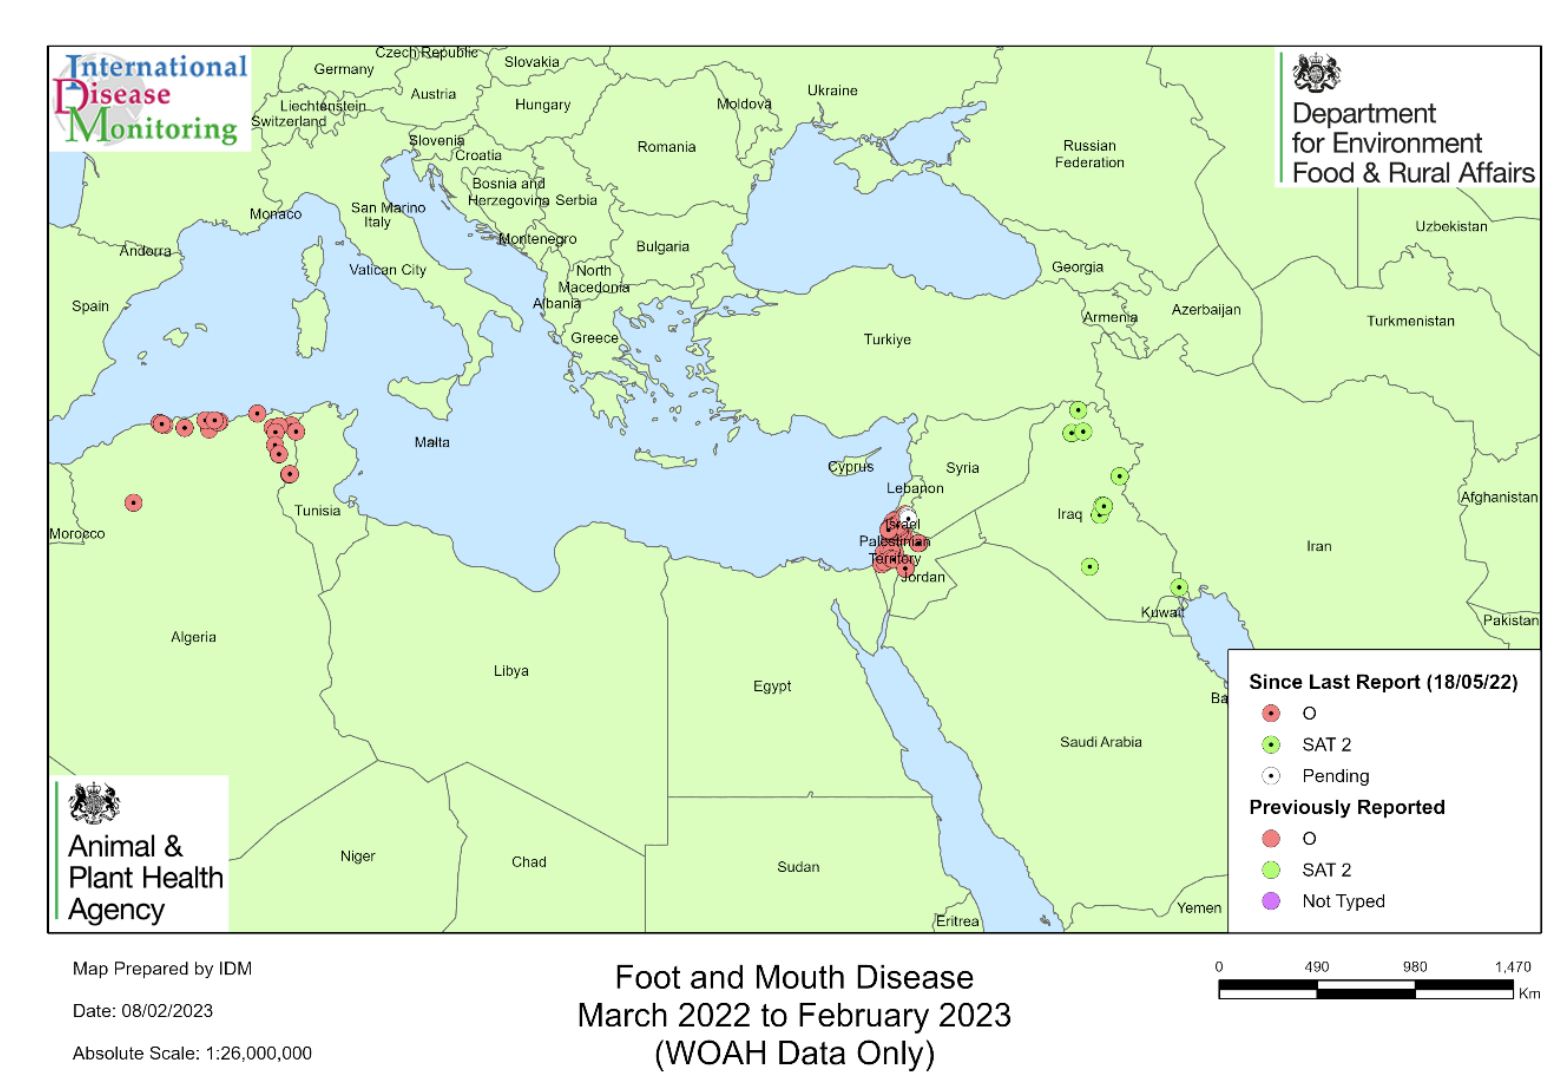 International
Disease
Monitoring
Department
for Environment
Food & Rural Affairs
Czech Republic
Slovakia
Germany
Ukraine
Austria
Moldova
Hungary
Liechtenstein
Switzerland
Slovenia
Romania
Russian
Federation
Croatia
Bosnia and
Herzegovina
Serbia
San Marino
Italy
Monaco
Uzbekistan
Montenegro
Bulgaria
Andorra
Georgia
Vatican City
North
Macedonia
Albania
Spain
Azerbaijan
Armenia
Turkmenistan
Greece
Turkiye
Malta
Cyprus
Syria
Lebanon
Afghanistan
Tunisia
Iraq
Israel
Morocco
Palestinian
Territory
Iran
Jordan
Kuwait
Pakistan
Algeria
Libya
Egypt
Ba
Saudi Arabia
Niger
Chad
Sudan
Yemen
Eritrea
Since Last Report (18/05/22)
O
SAT 2
Pending
Previously Reported
O
SAT 2
Not Typed
Animal &
Plant Health
Agency
Map Prepared by IDM
Date: 08/02/2023
Absolute Scale: 1:26,000,000
Foot and Mouth Disease
March 2022 to February 2023
(WOAH Data Only)
0 490 980 1,470
Km